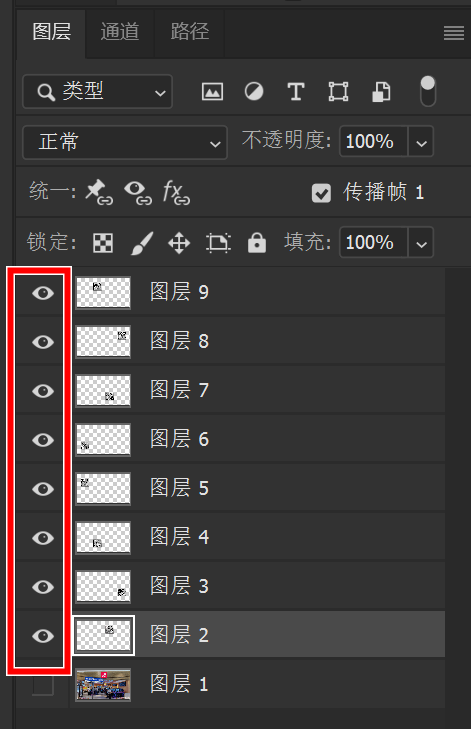 图层 通道 路径
类型
正常 不透明度: 100%
统一: fx 传播帧 1
锁定: 填充: 100%
图层 9
图层 8
图层 7
图层 6
图层 5
图层 4
图层 3
图层 2
图层 1